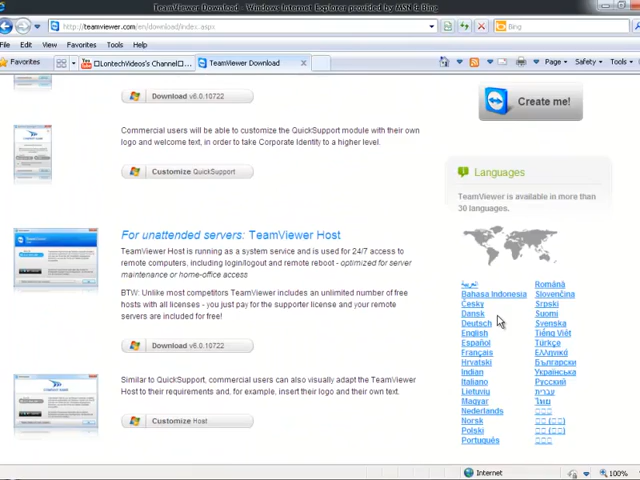 TeamViewer Download - Windows Internet Explorer provided by MSN & Bing
http://teamviewer.com/en/download/index.aspx
Bing
File Edit View Favorites Tools Help
Favorites
LontechVideos's Channel...
TeamViewer Download
Page Safety Tools
Download v6.0.10722
Create me!
Commercial users will be able to customize the QuickSupport module with their own
logo and welcome text, in order to take Corporate Identity to a higher level.
Customize QuickSupport
Languages
TeamViewer is available in more than
30 languages.
For unattended servers: TeamViewer Host
TeamViewer Host is running as a system service and is used for 24/7 access to
remote computers, including login/logout and remote reboot - optimized for server
maintenance or home-office access
BTW: Unlike most competitors TeamViewer includes an unlimited number of free
hosts with all licenses - you just pay for the supporter license and your remote
servers are included for free!
Download v6.0.10722
Similar to QuickSupport, commercial users can also visually adapt the TeamViewer
Host to their requirements and, for example, insert their logo and their own text.
Customize Host
العربية
Bahasa Indonesia
Česky
Dansk
Deutsch
English
Español
Français
Hrvatski
Indian
Italiano
Lietuvių
Magyar
Nederlands
Norsk
Polski
Português
Română
Slovenčina
Srpski
Suomi
Svenska
Tiếng Việt
Türkçe
Ελληνικά
Български
Українська
Русский
עברית
ไทย
Internet
100%